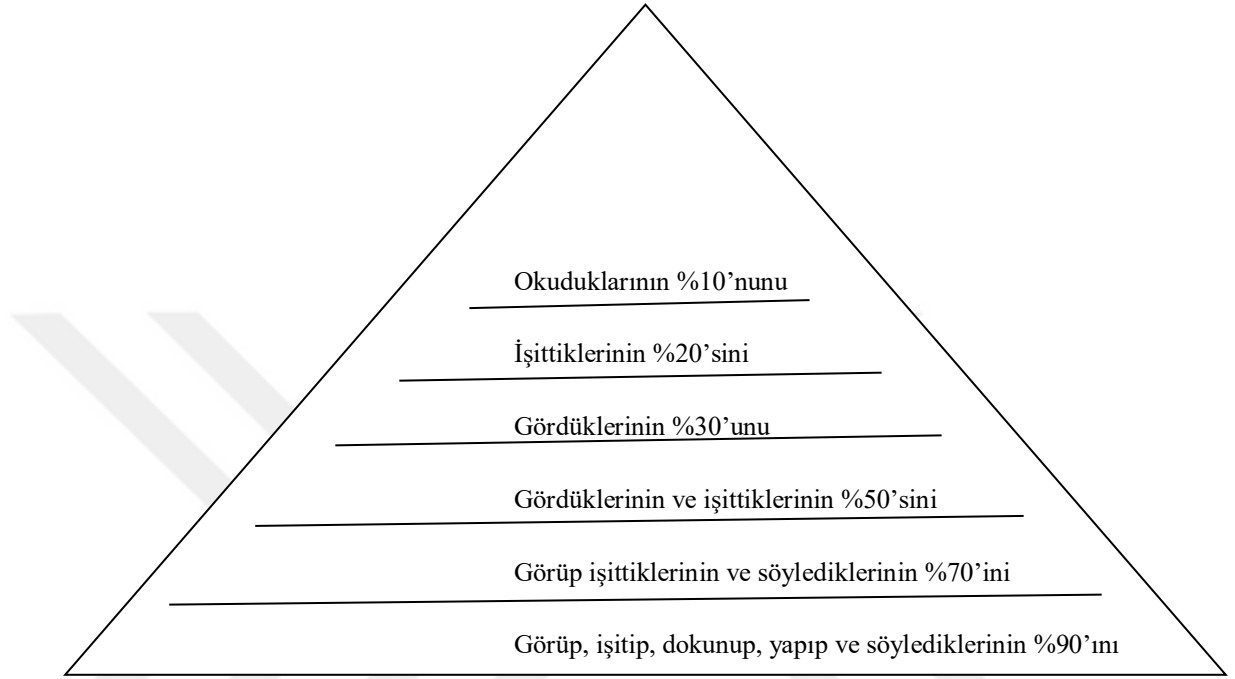 Okuduklarının %10’nunu
İşittiklerinin %20’sini
Gördüklerinin %30’unu
Gördüklerinin ve işittiklerinin %50’sini
Görüp işittiklerinin ve söylediklerinin %70’ini
Görüp, işitip, dokunup, yapıp ve söylediklerinin %90’ını